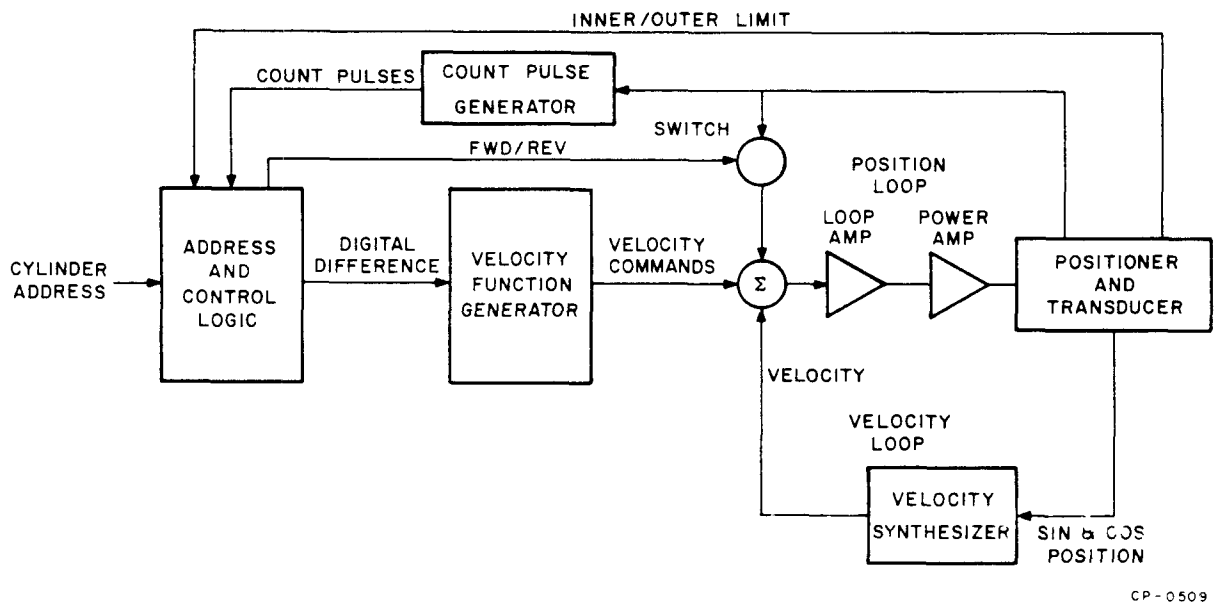 INNER/OUTER LIMIT
COUNT PULSES
COUNT PULSE
GENERATOR
SWITCH
FWD/REV
POSITION
LOOP
LOOP
AMP
POWER
AMP
CYLINDER
ADDRESS
ADDRESS
AND
CONTROL
LOGIC
DIGITAL
DIFFERENCE
VELOCITY
FUNCTION
GENERATOR
VELOCITY
COMMANDS
Σ
POSITIONER
AND
TRANSDUCER
VELOCITY
VELOCITY
LOOP
VELOCITY
SYNTHESIZER
SIN & COS
POSITION
CP-0509